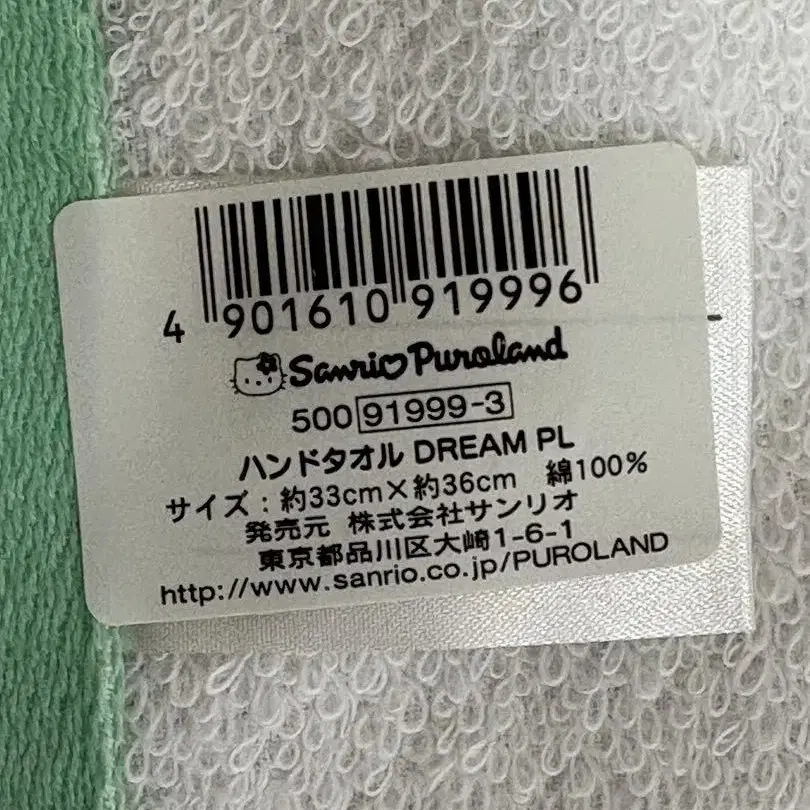 4 901610 919996
Sanrio Puroland
500 91999-3
ハンドタオル DREAM PL
サイズ：約33cm×約36cm 綿100%
発売元 株式会社サンリオ
東京都品川区大崎1-6-1
http://www.sanrio.co.jp/PUROLAND